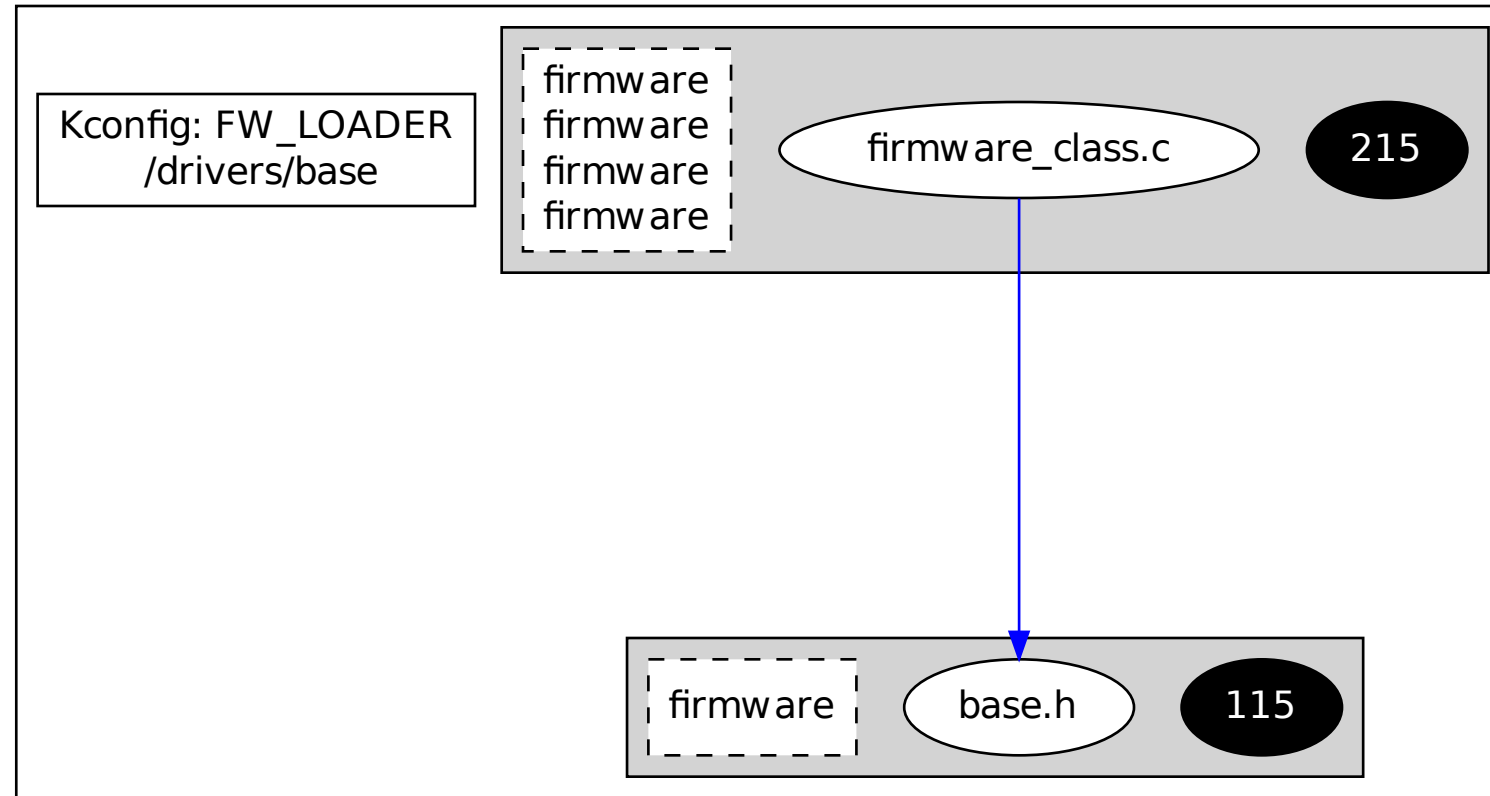 Kconfig: FW_LOADER
/drivers/base
firmware
firmware
firmware
firmware
firmware_class.c
215
firmware
base.h
115